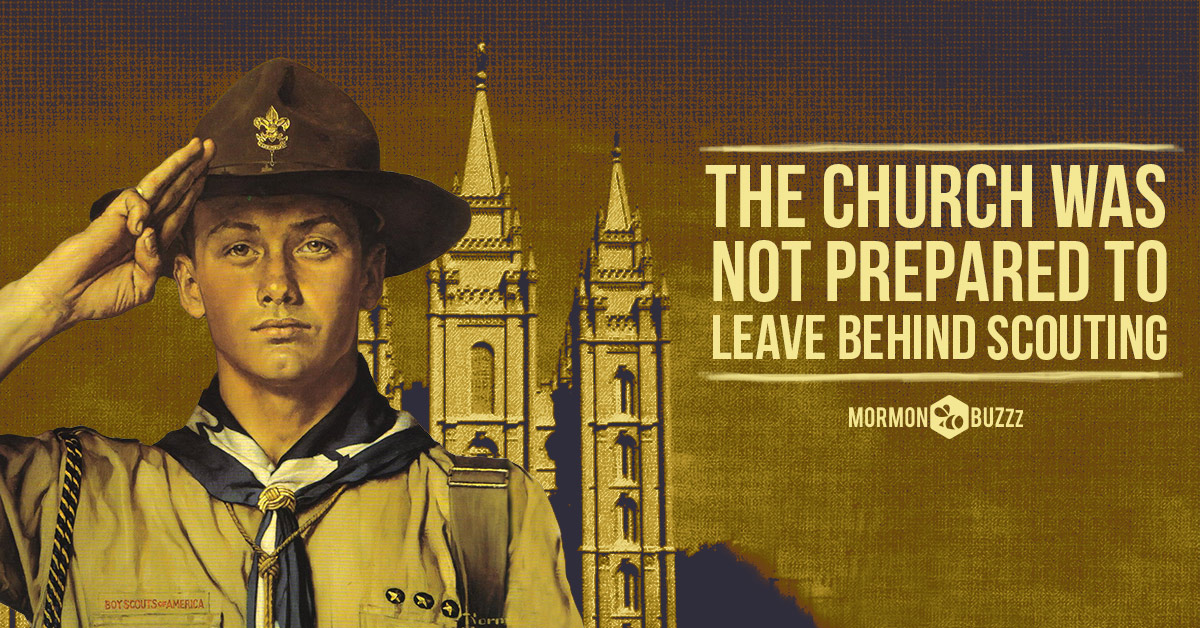 THE CHURCH WAS
NOT PREPARED TO
LEAVE BEHIND SCOUTING
MORMON BUZZz
BOY SCOUTS OF AMERICA